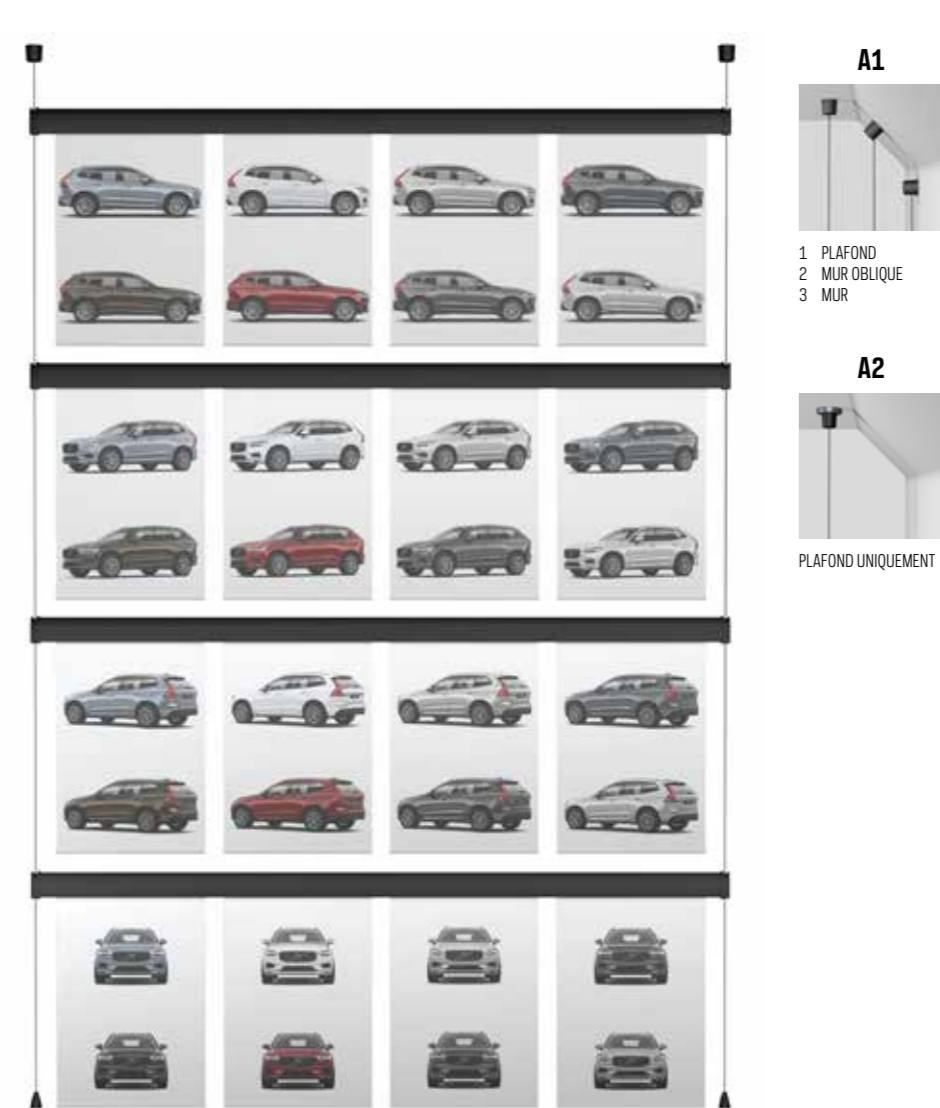 A1
1 PLAFOND
2 MUR OBLIQUE
3 MUR
A2
PLAFOND UNIQUEMENT